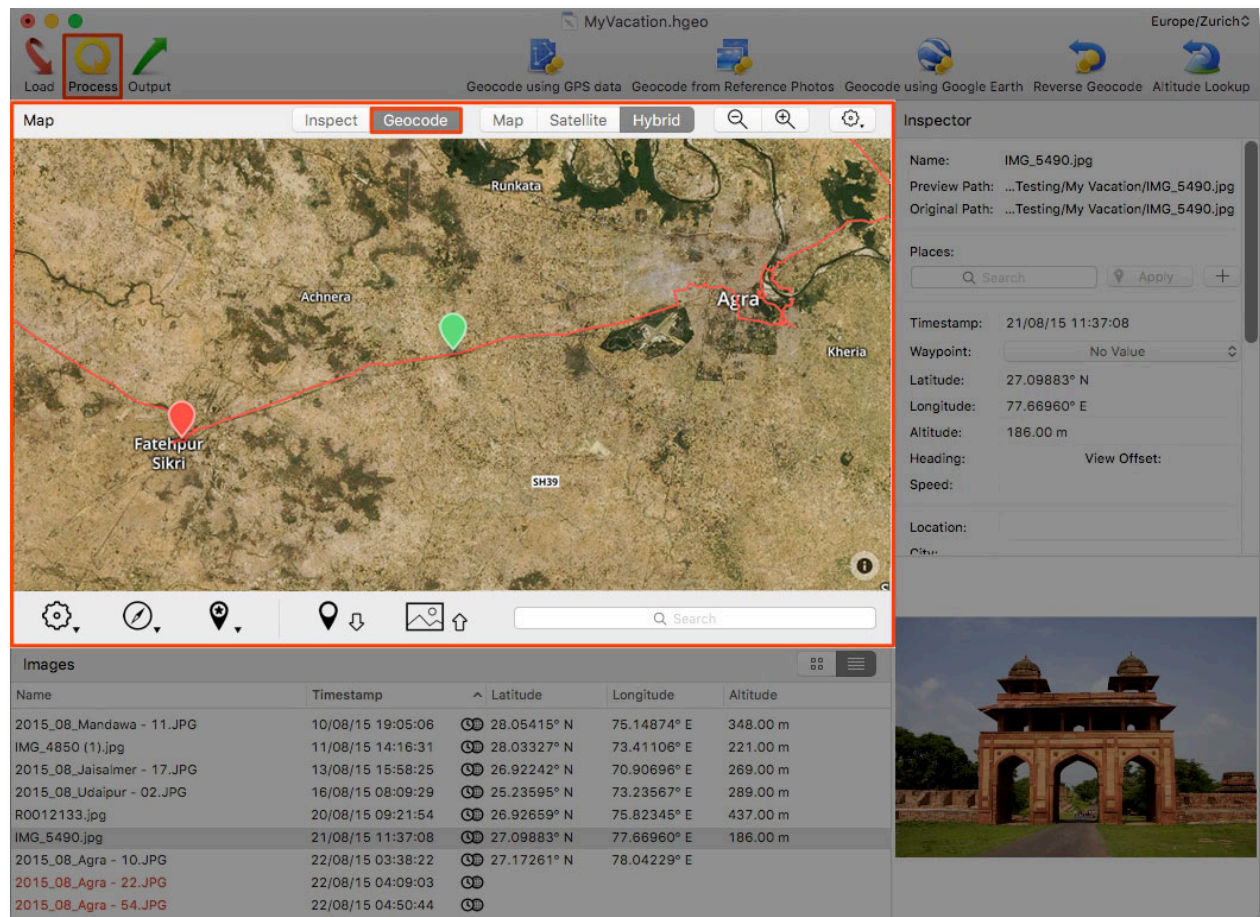 MyVacation.hgeo
Europe/Zurich
Load Process Output
Geocode using GPS data Geocode from Reference Photos Geocode using Google Earth Reverse Geocode Altitude Lookup
Map
Inspect Geocode
Map Satellite Hybrid
Runkata
Achnera
Agra
Kheria
Fatehpur
Sikri
SH39
Search
Inspector
Name: IMG_5490.jpg
Preview Path: ...Testing/My Vacation/IMG_5490.jpg
Original Path: ...Testing/My Vacation/IMG_5490.jpg
Places:
Search Apply +
Timestamp: 21/08/15 11:37:08
Waypoint: No Value
Latitude: 27.09883° N
Longitude: 77.66960° E
Altitude: 186.00 m
Heading: View Offset:
Speed:
Location:
City:
Images
Name Timestamp Latitude Longitude Altitude
2015_08_Mandawa - 11.JPG 10/08/15 19:05:06 28.05415° N 75.14874° E 348.00 m
IMG_4850 (1).jpg 11/08/15 14:16:31 28.03327° N 73.41106° E 221.00 m
2015_08_Jaisalmer - 17.JPG 13/08/15 15:58:25 26.92242° N 70.90696° E 269.00 m
2015_08_Udaipur - 02.JPG 16/08/15 08:09:29 25.23595° N 73.23567° E 289.00 m
R0012133.jpg 20/08/15 09:21:54 26.92659° N 75.82345° E 437.00 m
IMG_5490.jpg 21/08/15 11:37:08 27.09883° N 77.66960° E 186.00 m
2015_08_Agra - 10.JPG 22/08/15 03:38:22 27.17261° N 78.04229° E
2015_08_Agra - 22.JPG 22/08/15 04:09:03
2015_08_Agra - 54.JPG 22/08/15 04:50:44